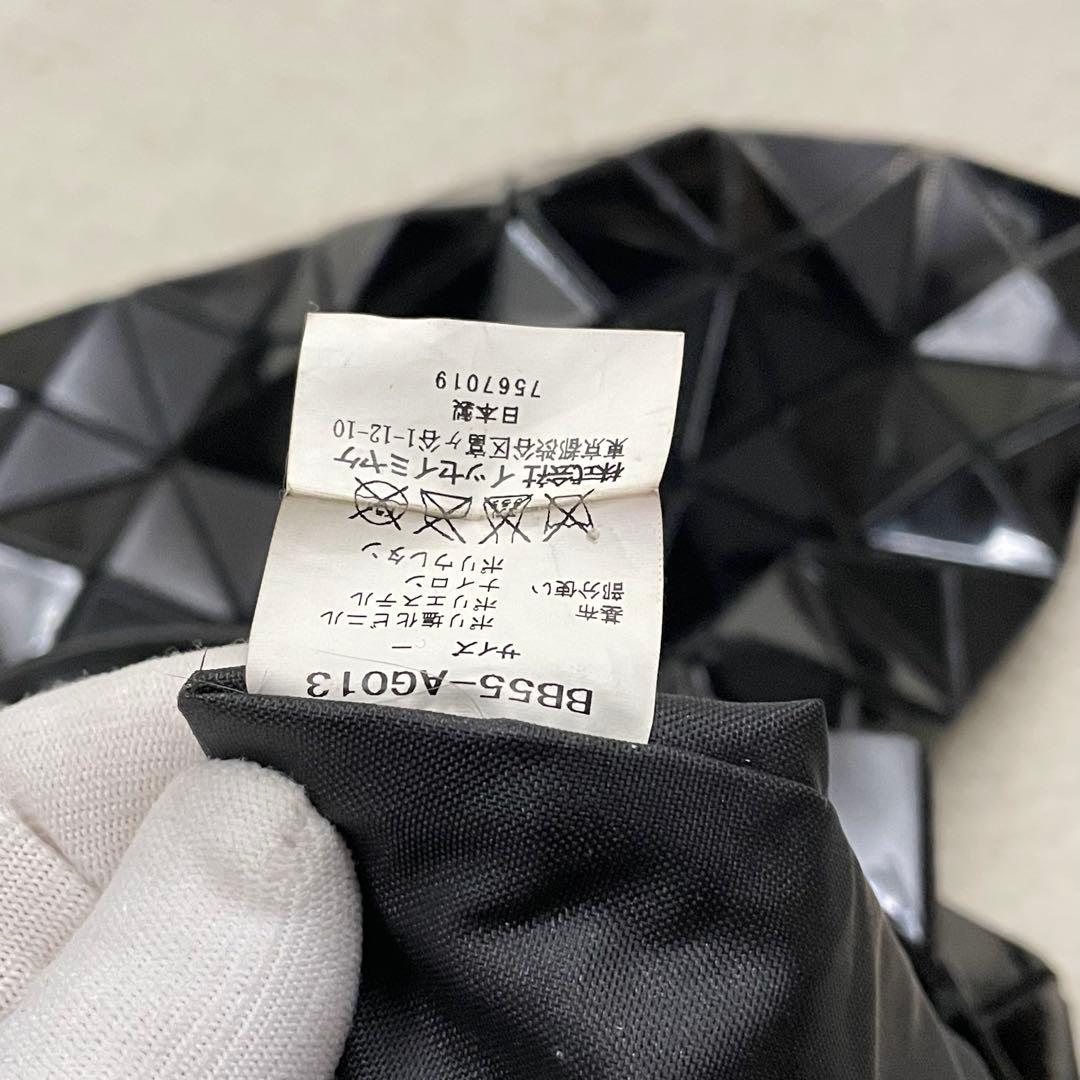 BB55-AG013
サイズ
－
ポリ塩化ビニル
基布 ポリエステル
部分使い ナイロン
ポリウレタン
株式会社イッセイミヤケ
東京都渋谷区富ヶ谷1-12-10
日本製
7567019